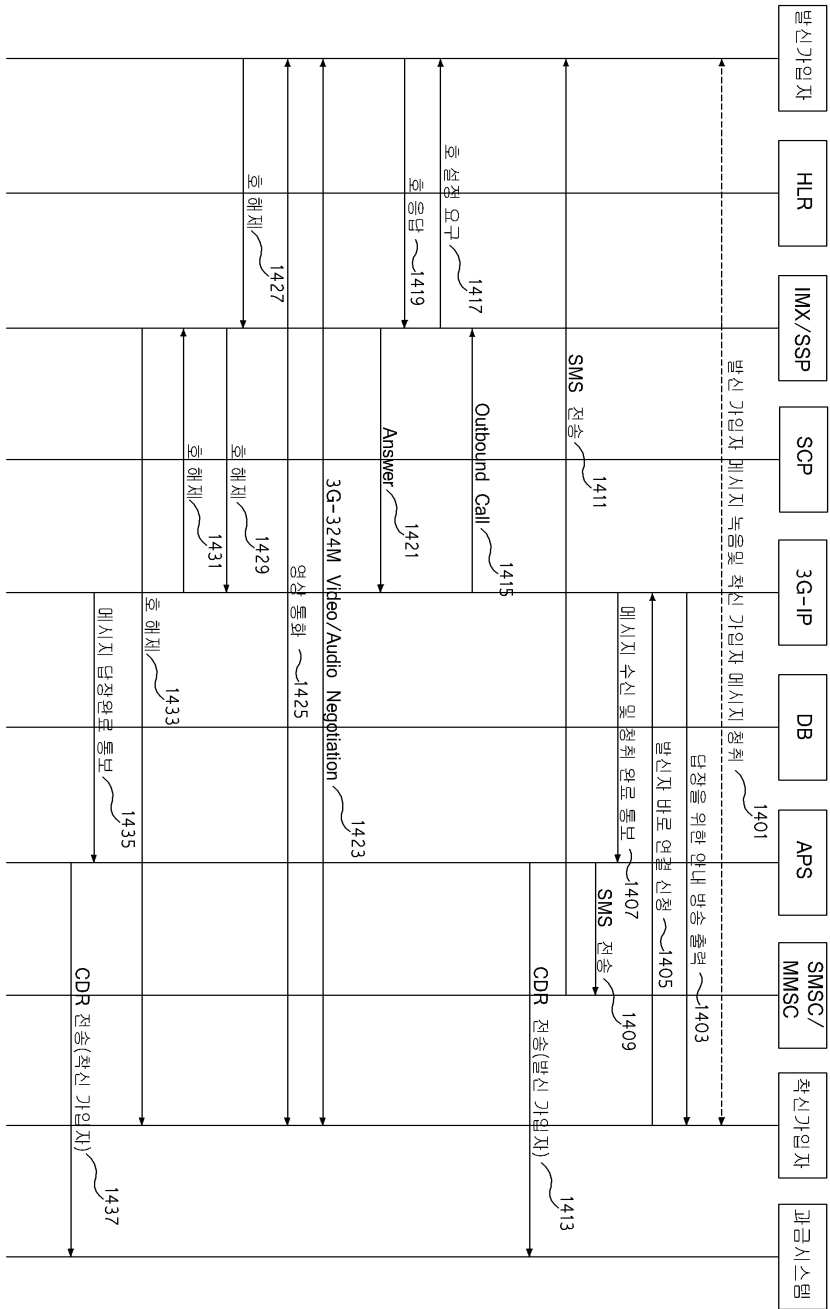 발신가입자
HLR
IMX/SSP
SCP
3G-IP
DB
APS
SMSC/
MMSC
착신가입자
과금시스템
발신 가입자 메시지 녹음및 착신 가입자 메시지 청취
1401
답장을 위한 안내 방송 출력
1403
발신자 바로 연결 신청
1405
메시지 수신 및 청취 완료 통보
1407
SMS 전송
1409
SMS 전송
1411
CDR 전송(발신 가입자)
1413
Outbound Call
1415
호 설정 요구
1417
호 응답
1419
Answer
1421
3G-324M Video/Audio Negotiation
1423
영상 통화
1425
호 해제
1427
호 해제
1429
호 해제
1431
호 해제
1433
메시지 답장완료 통보
1435
CDR 전송(착신 가입자)
1437